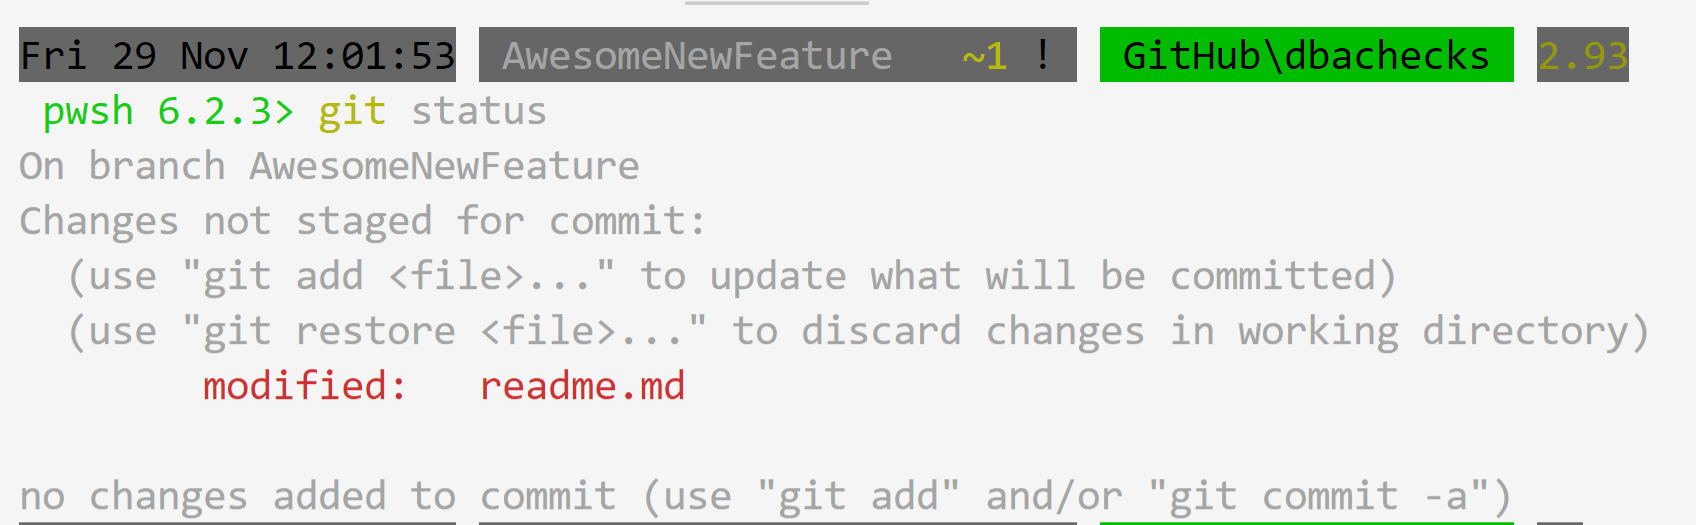 Fri 29 Nov 12:01:53 AwesomeNewFeature ~1 ! GitHub\dbachecks 2.93
pwsh 6.2.3> git status
On branch AwesomeNewFeature
Changes not staged for commit:
  (use "git add <file>..." to update what will be committed)
  (use "git restore <file>..." to discard changes in working directory)
        modified:   readme.md

no changes added to commit (use "git add" and/or "git commit -a")